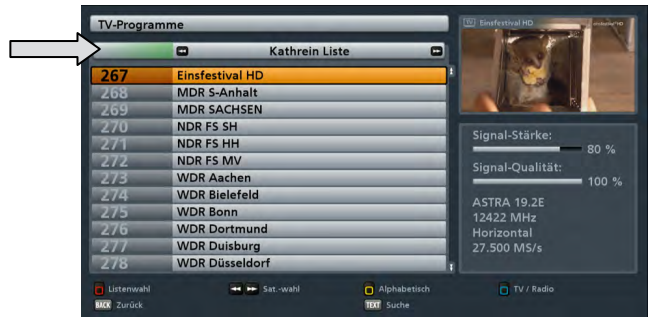 TV-Programme
Kathrein Liste
267 Einsfestival HD
268 MDR S-Anhalt
269 MDR SACHSEN
270 NDR FS SH
271 NDR FS HH
272 NDR FS MV
273 WDR Aachen
274 WDR Bielefeld
275 WDR Bonn
276 WDR Dortmund
277 WDR Duisburg
278 WDR Düsseldorf
TV Einsfestival HD
einsfestival HD
Signal-Stärke:
80 %
Signal-Qualität:
100 %
ASTRA 19.2E
12422 MHz
Horizontal
27.500 MS/s
Listenwahl Sat.-wahl Alphabetisch TV / Radio
BACK Zurück TEXT Suche